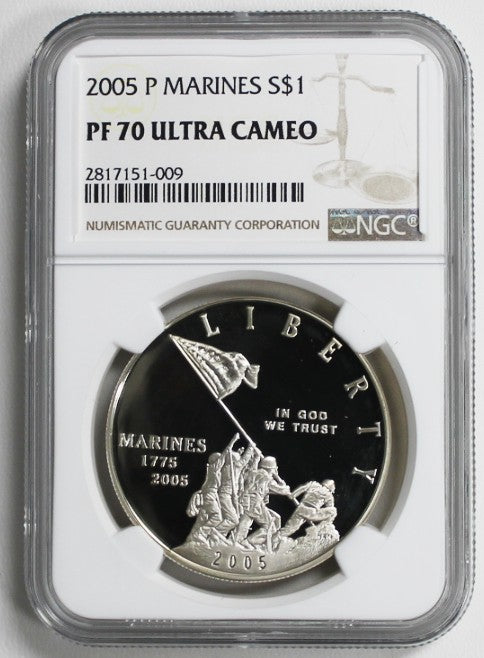 2005 P MARINES S$1
PF 70 ULTRA CAMEO
2817151-009
NUMISMATIC GUARANTY CORPORATION
NGC®
LIBERTY
IN GOD
WE TRUST
MARINES
1775
2005
2005